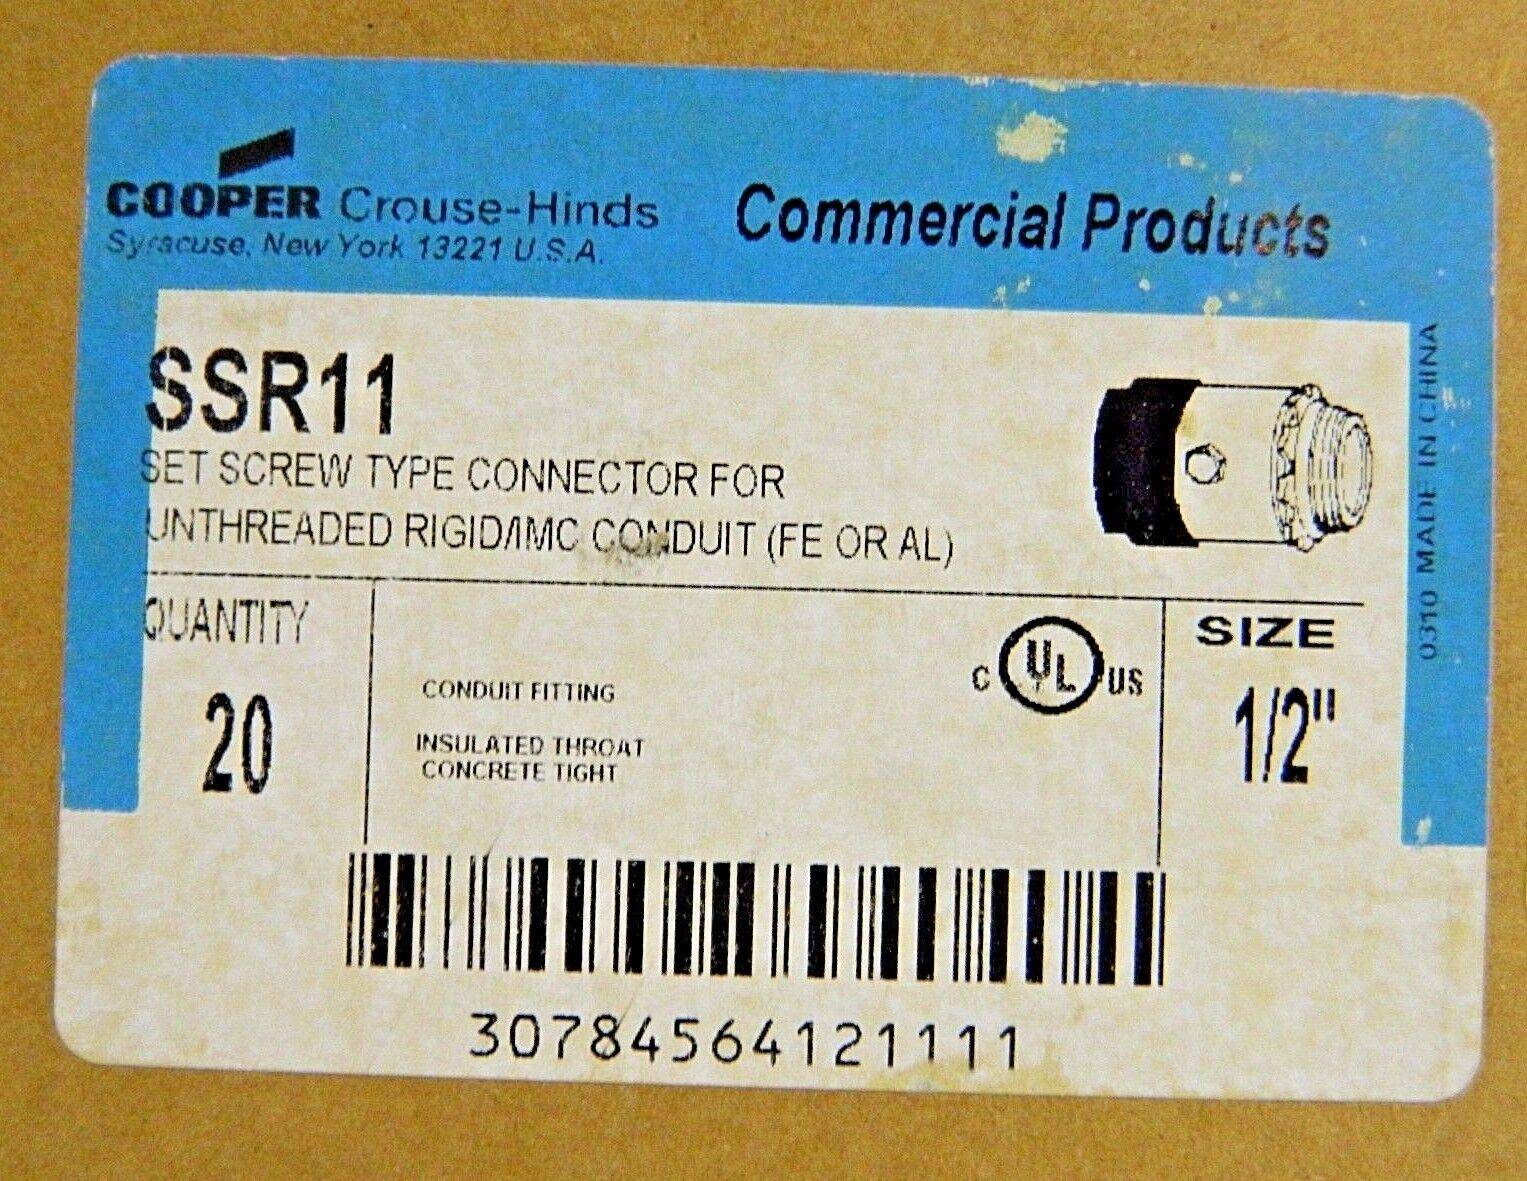 COOPER Crouse-Hinds
Syracuse, New York 13221 U.S.A.
Commercial Products
SSR11
SET SCREW TYPE CONNECTOR FOR
UNTHREADED RIGID/IMC CONDUIT (FE OR AL)
0310 MADE IN CHINA
QUANTITY
20
CONDUIT FITTING
INSULATED THROAT
CONCRETE TIGHT
C UL US
SIZE
1/2"
30784564121111